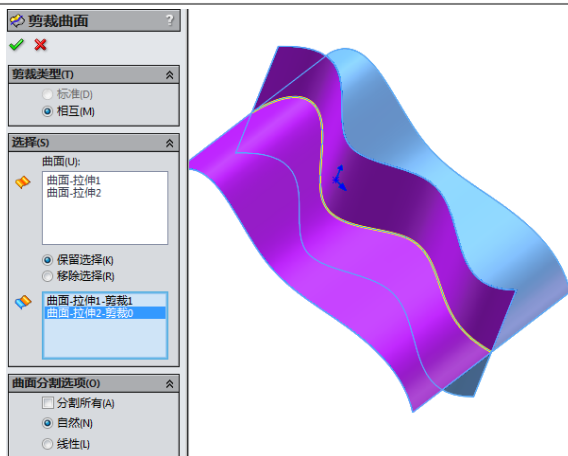 剪裁曲面 ?
剪裁类型(T)
标准(D)
相互(M)
选择(S)
曲面(U):
曲面-拉伸1
曲面-拉伸2
保留选择(K)
移除选择(R)
曲面-拉伸1-剪裁1
曲面-拉伸2-剪裁0
曲面分割选项(O)
分割所有(A)
自然(N)
线性(L)